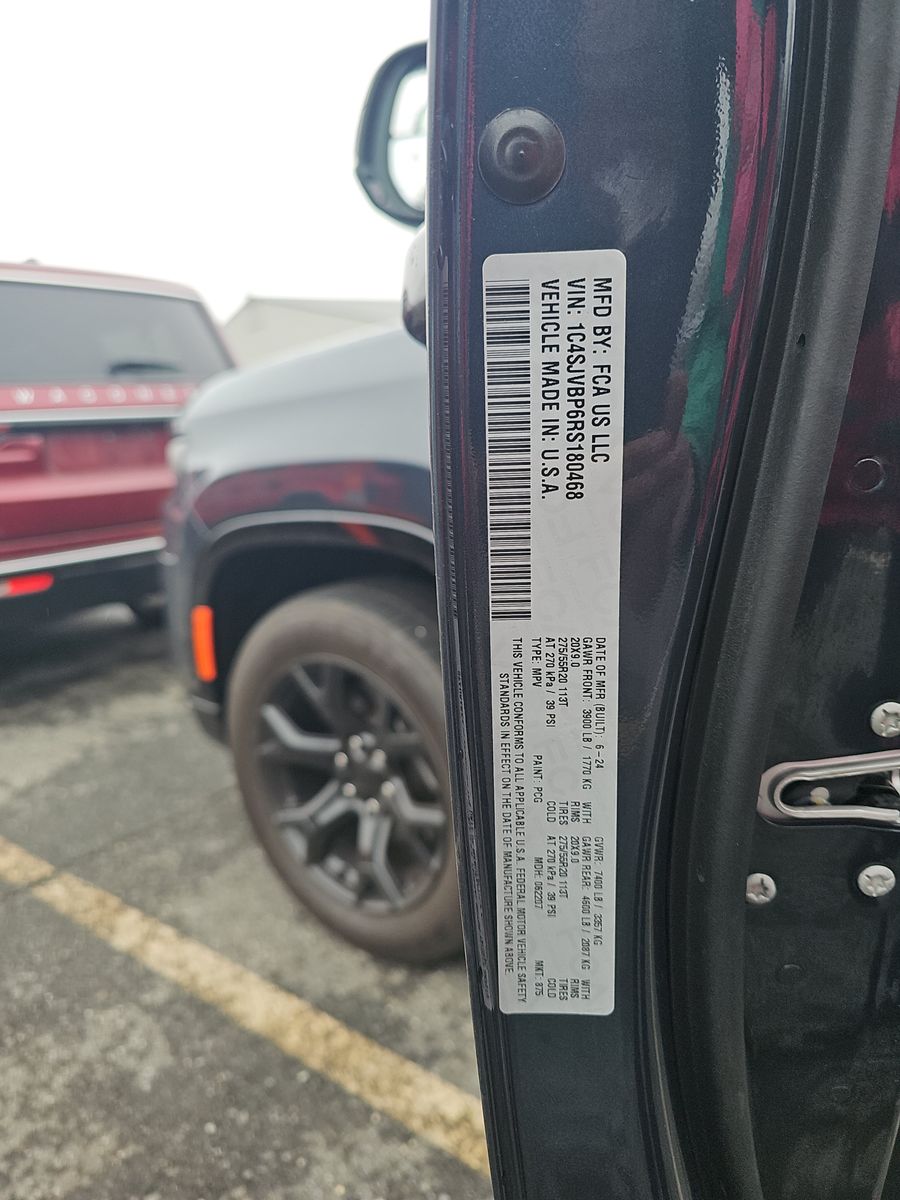 WAGONEER
MFD BY: FCA US LLC
VIN: 1C4SJVBP6RS180468
VEHICLE MADE IN: U.S.A.
DATE OF MFR (BUILT): 6-24 GVWR: 7400 LB / 3357 KG
GAWR FRONT: 3900 LB / 1770 KG WITH GAWR REAR: 4600 LB / 2087 KG WITH
20X9.0 RIMS 20X9.0 RIMS
275/55R20 113T TIRES 275/55R20 113T TIRES
AT 270 kPa / 39 PSI COLD AT 270 kPa / 39 PSI COLD
TYPE: MPV PAINT: PCG MDH: 062207 MKT: 875
THIS VEHICLE CONFORMS TO ALL APPLICABLE U.S.A. FEDERAL MOTOR VEHICLE SAFETY
STANDARDS IN EFFECT ON THE DATE OF MANUFACTURE SHOWN ABOVE.